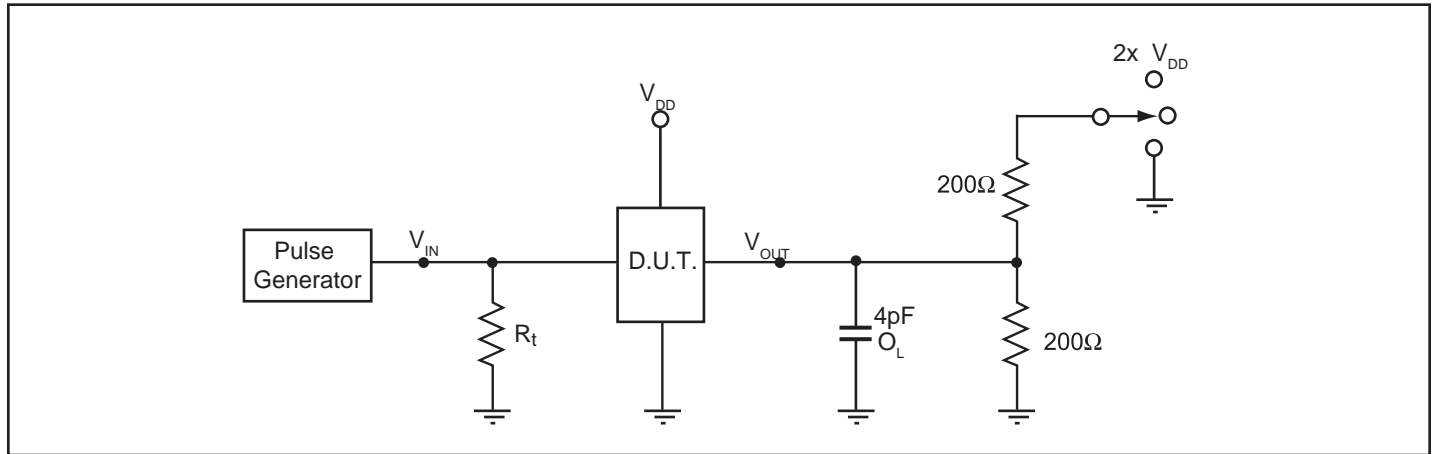 2x V_DD
V_DD
200Ω
Pulse
Generator
V_IN
D.U.T.
V_OUT
R_t
4pF
O_L
200Ω